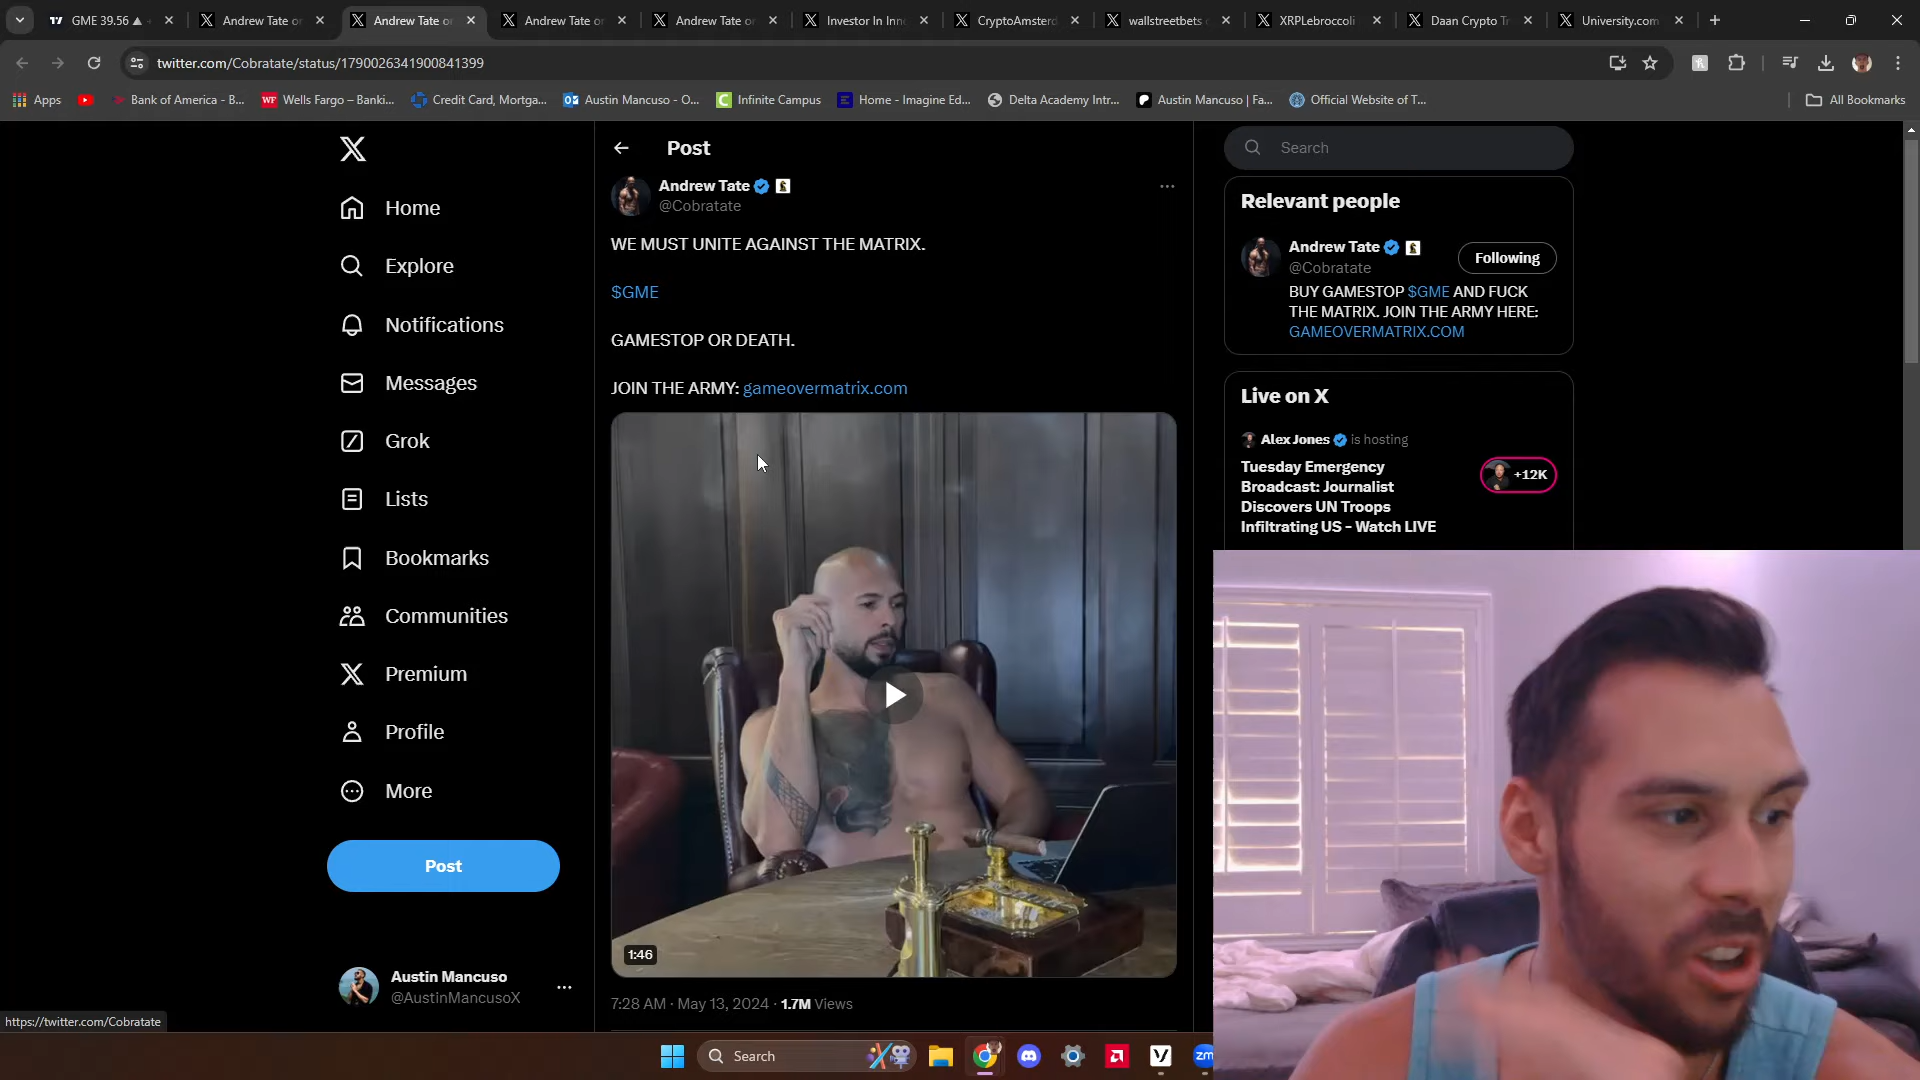 GME 39.56 ▲
Andrew Tate or
Andrew Tate or
Andrew Tate or
Andrew Tate or
Investor In Inn
CryptoAmsterd
wallstreetbets
XRPLebroccoli
Daan Crypto Tr
University.com
twitter.com/Cobratate/status/1790026341900841399
Apps
Bank of America - B...
Wells Fargo – Banki...
Credit Card, Mortga...
Austin Mancuso - O...
Infinite Campus
Home - Imagine Ed...
Delta Academy Intr...
Austin Mancuso | Fa...
Official Website of T...
All Bookmarks
Home
Explore
Notifications
Messages
Grok
Lists
Bookmarks
Communities
Premium
Profile
More
Post
Austin Mancuso
@AustinMancusoX
https://twitter.com/Cobratate
Post
Andrew Tate
@Cobratate
WE MUST UNITE AGAINST THE MATRIX.
$GME
GAMESTOP OR DEATH.
JOIN THE ARMY: gameovermatrix.com
1:46
7:28 AM · May 13, 2024 · 1.7M Views
Search
Relevant people
Andrew Tate
@Cobratate
Following
BUY GAMESTOP $GME AND FUCK
THE MATRIX. JOIN THE ARMY HERE:
GAMEOVERMATRIX.COM
Live on X
Alex Jones is hosting
Tuesday Emergency
Broadcast: Journalist
Discovers UN Troops
Infiltrating US - Watch LIVE
+12K
Search
zm